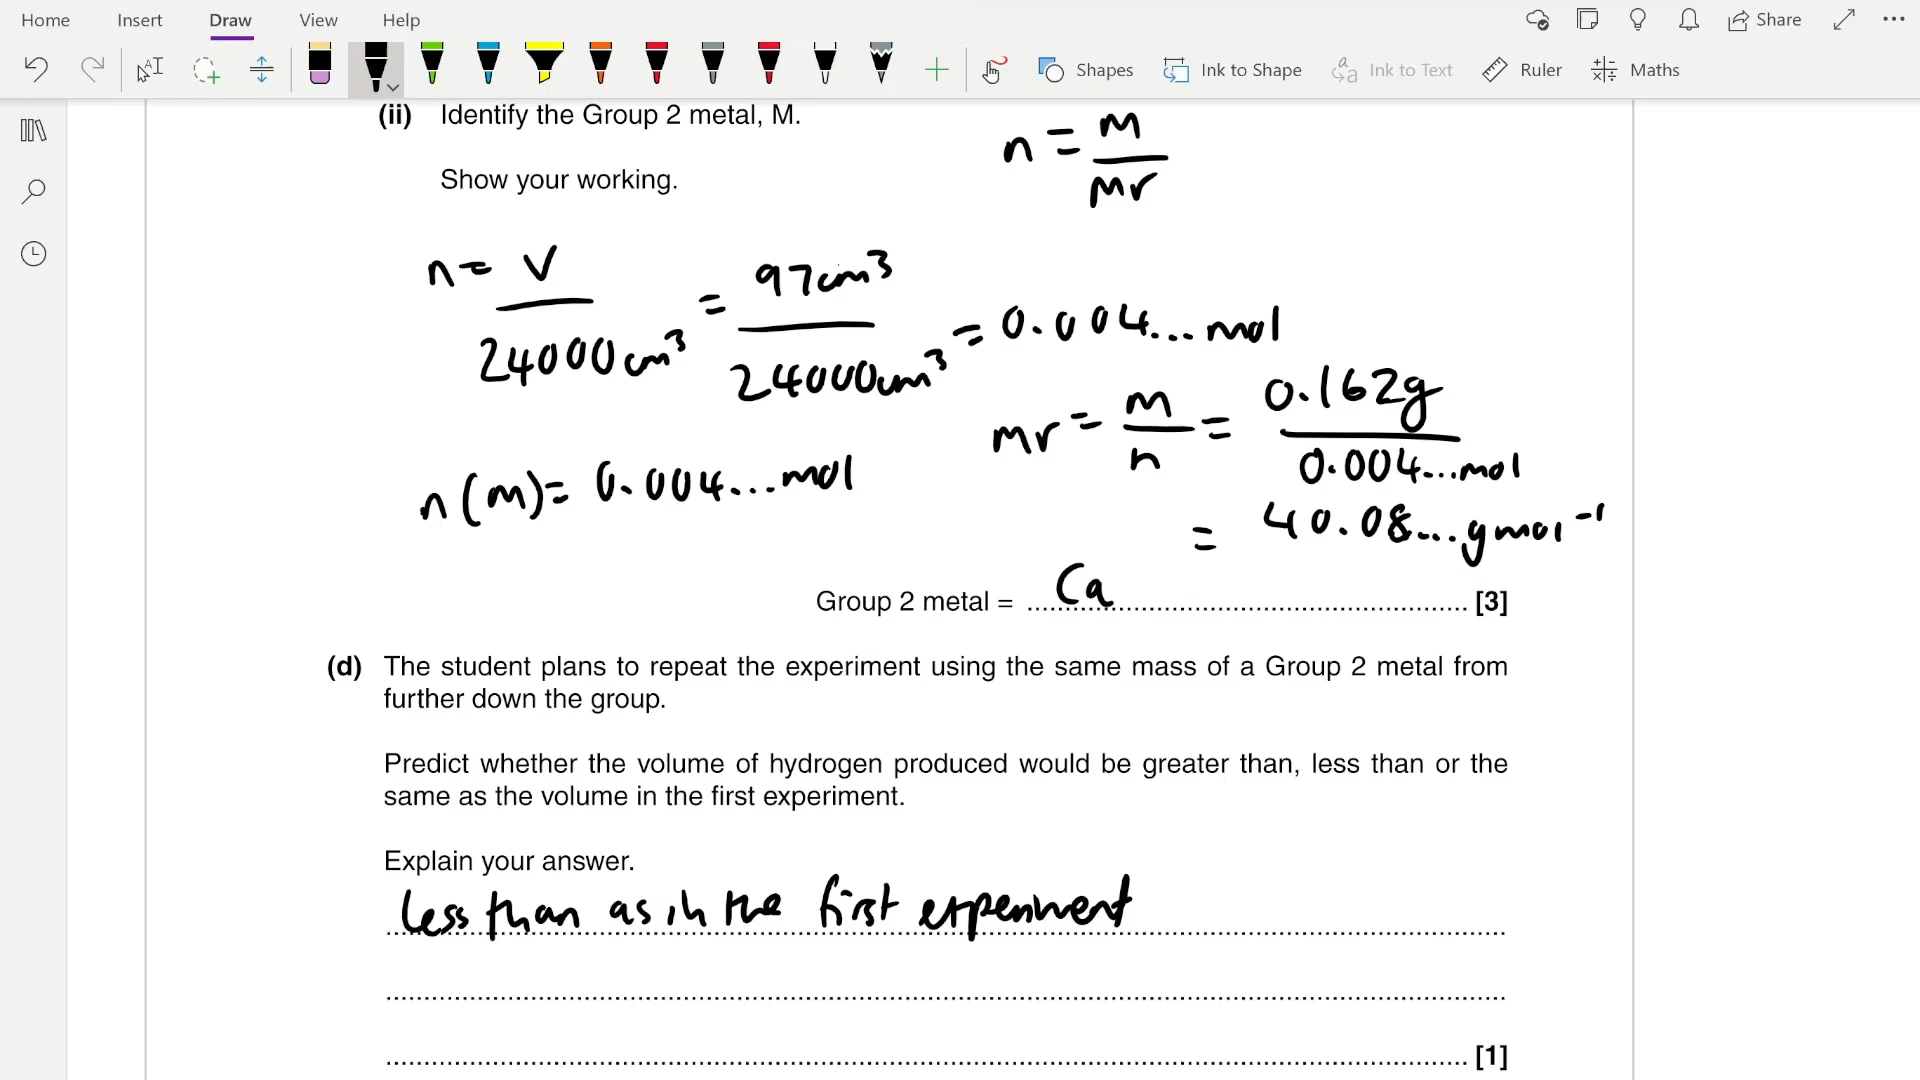 Home Insert Draw View Help Share
Shapes Ink to Shape Ink to Text Ruler Maths
(ii) Identify the Group 2 metal, M.
n = m / Mr
Show your working.
n = V / 24000cm³ = 97cm³ / 24000cm³ = 0.004... mol
mr = m / n = 0.162g / 0.004...mol
n(m) = 0.004...mol
= 40.08...gmol⁻¹
Group 2 metal = Ca [3]
(d) The student plans to repeat the experiment using the same mass of a Group 2 metal from
further down the group.
Predict whether the volume of hydrogen produced would be greater than, less than or the
same as the volume in the first experiment.
Explain your answer.
less than as in the first experiment
[1]